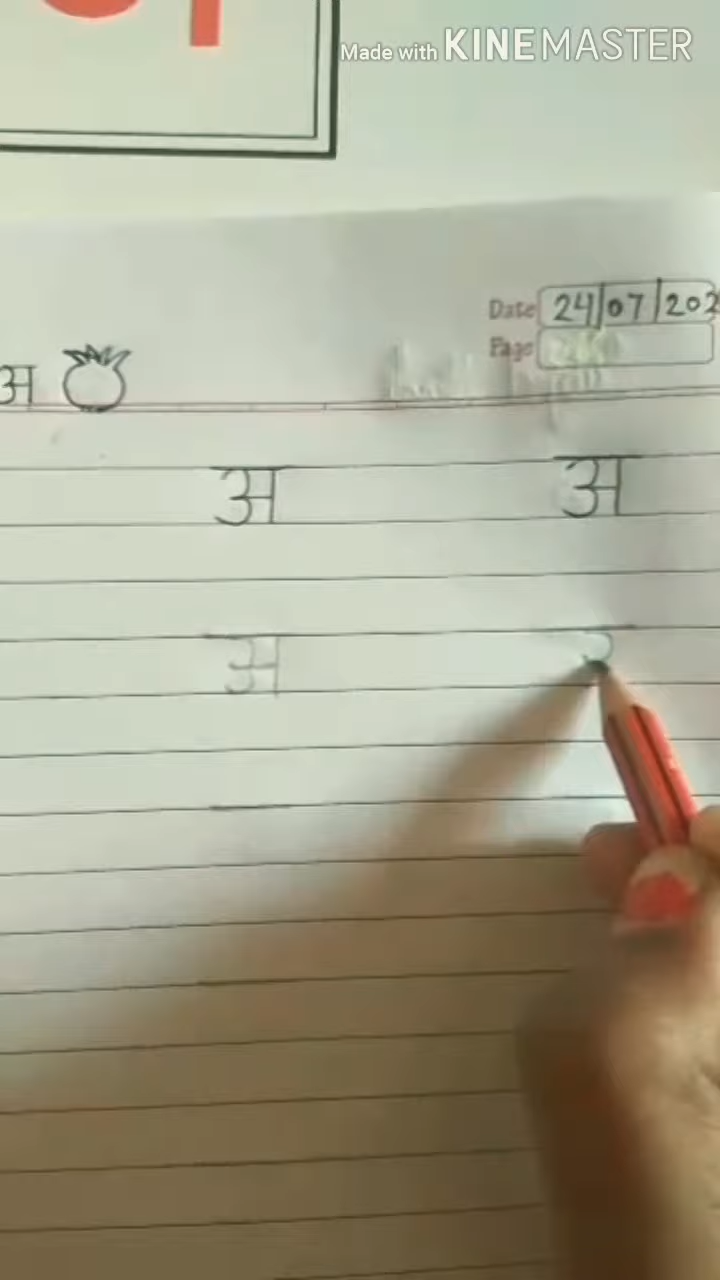 Made with KINEMASTER
Date 24/07/202
Page
अ
अ अ
अ